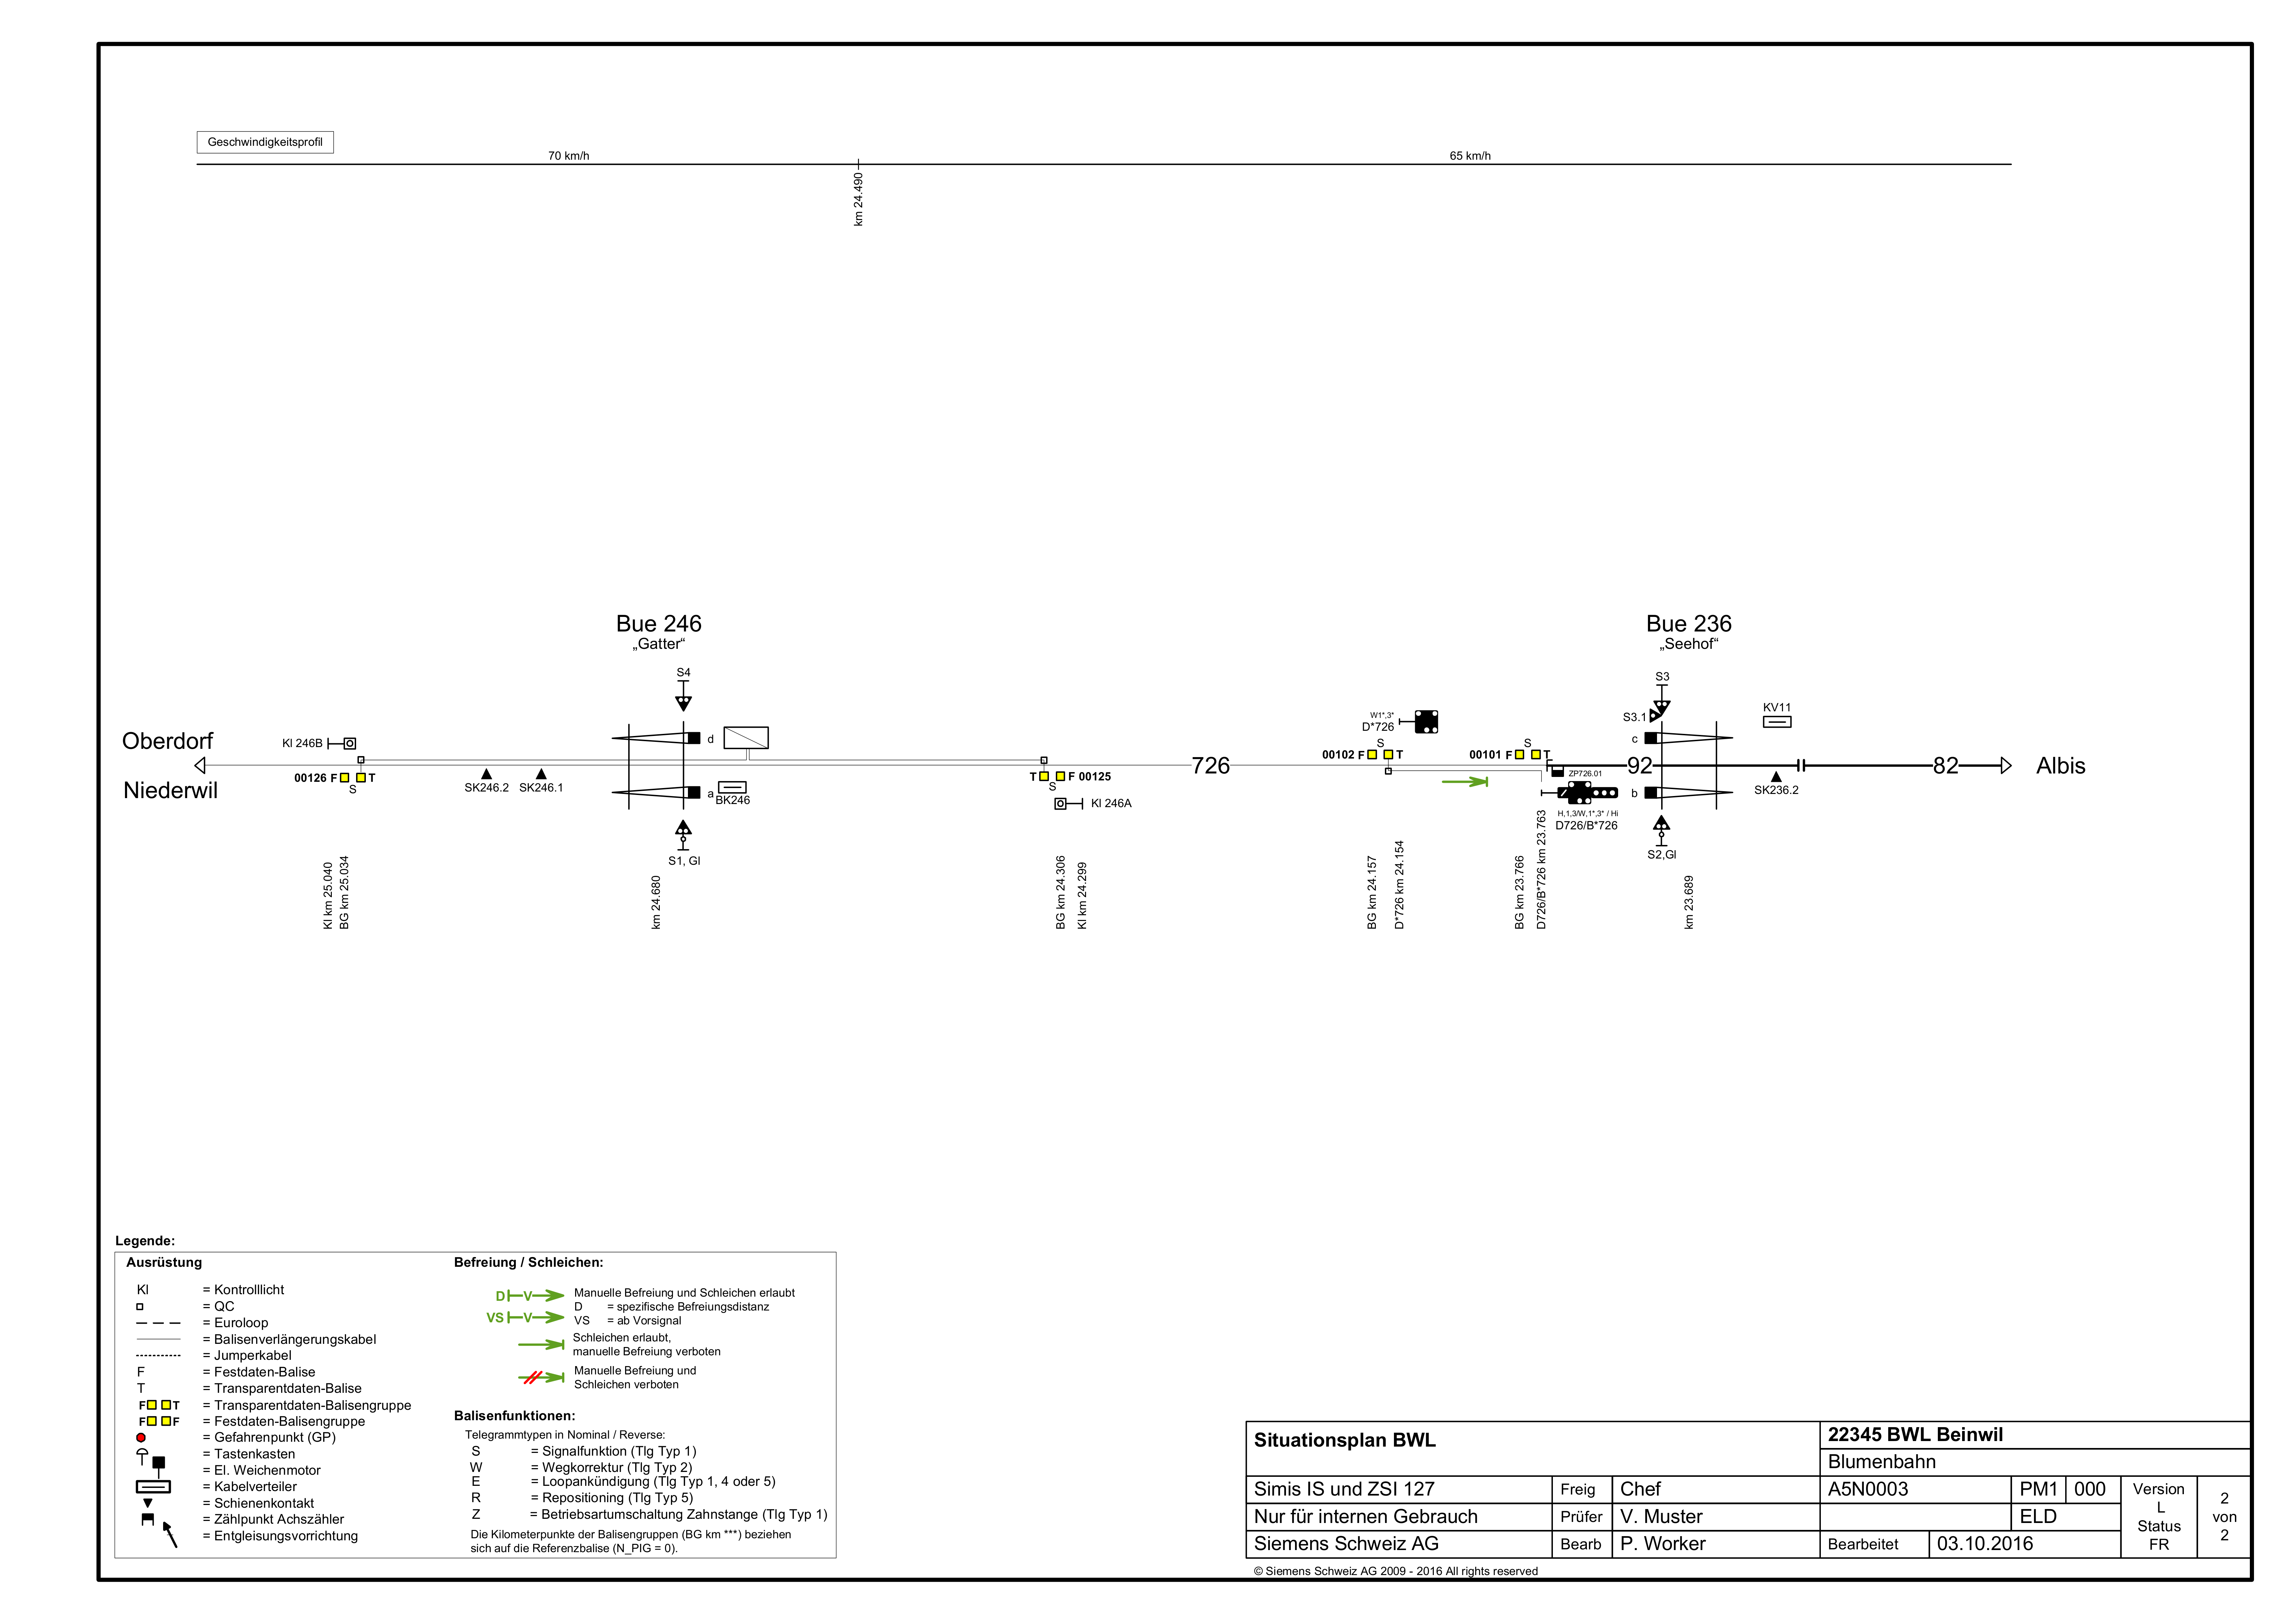 Geschwindigkeitsprofil
70 km/h
65 km/h
km 24.490
Bue 246
„Gatter“
Bue 236
„Seehof“
S4
S3
S3.1
KV11
W1*,3*
D*726
Oberdorf
Niederwil
Kl 246B
d
c
S
S
00102 F
T
00101 F
T
726
92
82
Albis
00126 F
T
S
SK246.2
SK246.1
a
BK246
T
F 00125
S
Kl 246A
ZP726.01
H,1,3/W,1*,3* / Hi
D726/B*726
b
SK236.2
S1, Gl
S2,Gl
Kl km 25.040
BG km 25.034
km 24.680
BG km 24.306
Kl km 24.299
BG km 24.157
D*726 km 24.154
BG km 23.766
D726/B*726 km 23.763
km 23.689
Legende:
Ausrüstung
Kl = Kontrolllicht
= QC
= Euroloop
= Balisenverlängerungskabel
= Jumperkabel
F = Festdaten-Balise
T = Transparentdaten-Balise
F T = Transparentdaten-Balisengruppe
F F = Festdaten-Balisengruppe
= Gefahrenpunkt (GP)
= Tastenkasten
= El. Weichenmotor
= Kabelverteiler
= Schienenkontakt
= Zählpunkt Achszähler
= Entgleisungsvorrichtung
Befreiung / Schleichen:
D V Manuelle Befreiung und Schleichen erlaubt
D = spezifische Befreiungsdistanz
VS V VS = ab Vorsignal
Schleichen erlaubt,
manuelle Befreiung verboten
Manuelle Befreiung und
Schleichen verboten
Balisenfunktionen:
Telegrammtypen in Nominal / Reverse:
S = Signalfunktion (Tlg Typ 1)
W = Wegkorrektur (Tlg Typ 2)
E = Loopankündigung (Tlg Typ 1, 4 oder 5)
R = Repositioning (Tlg Typ 5)
Z = Betriebsartumschaltung Zahnstange (Tlg Typ 1)
Die Kilometerpunkte der Balisengruppen (BG km ***) beziehen
sich auf die Referenzbalise (N_PIG = 0).
Situationsplan BWL
22345 BWL Beinwil
Blumenbahn
Simis IS und ZSI 127
Freig
Chef
A5N0003
PM1
000
Nur für internen Gebrauch
Prüfer
V. Muster
ELD
Siemens Schweiz AG
Bearb
P. Worker
Bearbeitet
03.10.2016
Version
L
Status
FR
2
von
2
© Siemens Schweiz AG 2009 - 2016 All rights reserved